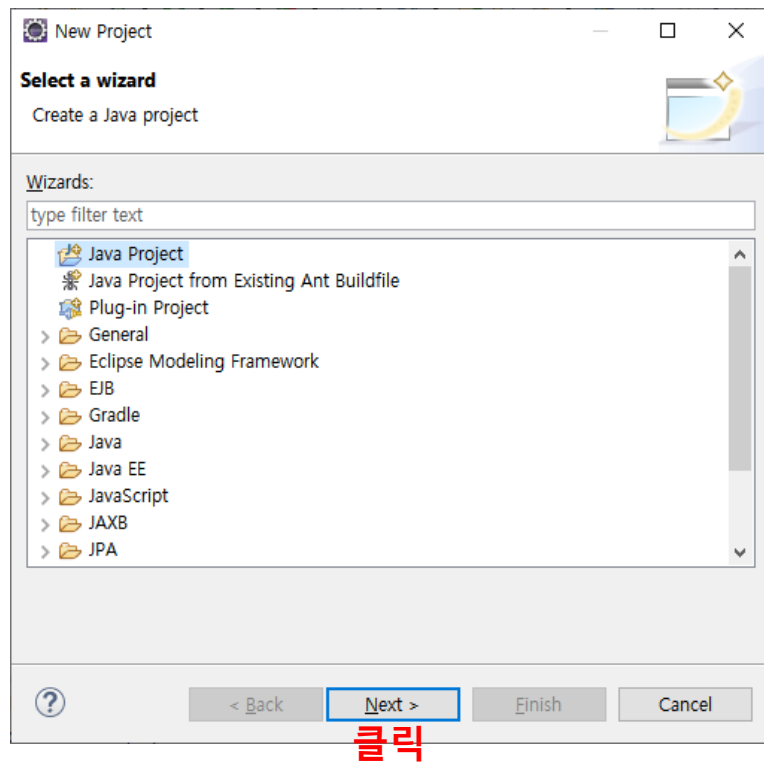 New Project
Select a wizard
Create a Java project
Wizards:
type filter text
Java Project
Java Project from Existing Ant Buildfile
Plug-in Project
General
Eclipse Modeling Framework
EJB
Gradle
Java
Java EE
JavaScript
JAXB
JPA
? < Back Next > Finish Cancel
클릭